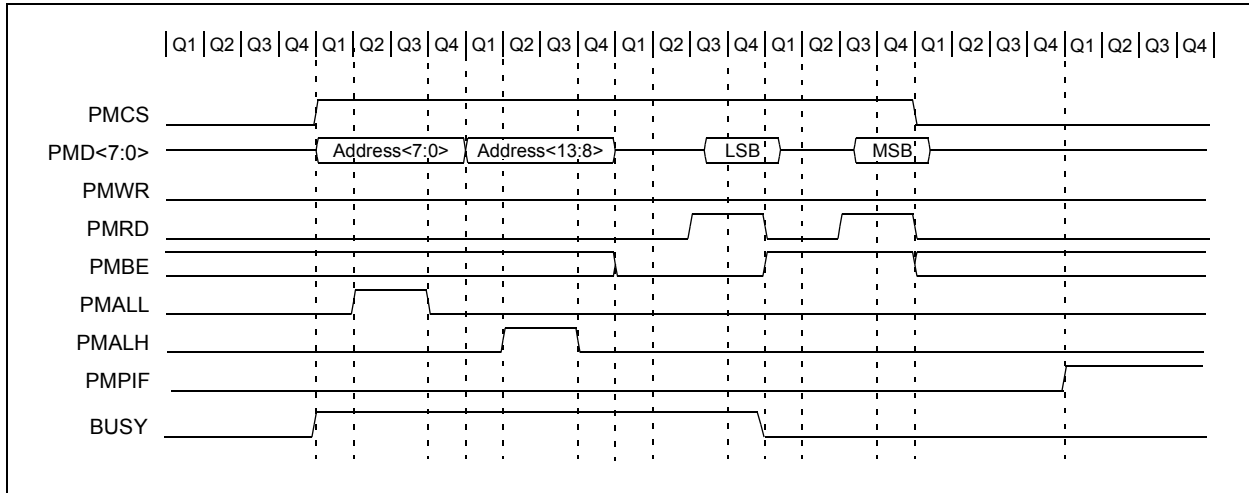 Q1 Q2 Q3 Q4 Q1 Q2 Q3 Q4 Q1 Q2 Q3 Q4 Q1 Q2 Q3 Q4 Q1 Q2 Q3 Q4 Q1 Q2 Q3 Q4 Q1 Q2 Q3 Q4
PMCS
PMD<7:0> Address<7:0> Address<13:8> LSB MSB
PMWR
PMRD
PMBE
PMALL
PMALH
PMPIF
BUSY